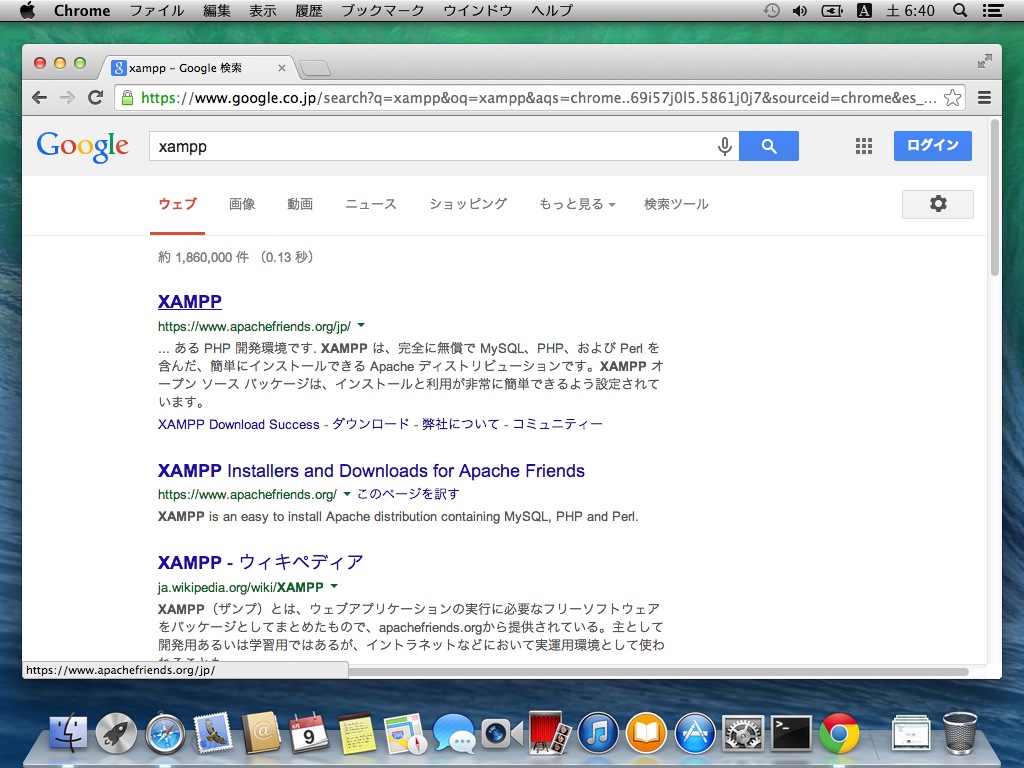 Chrome ファイル 編集 表示 履歴 ブックマーク ウインドウ ヘルプ A 土 6:40
8 xampp - Google 検索
https://www.google.co.jp/search?q=xampp&oq=xampp&aqs=chrome..69i57j0l5.5861j0j7&sourceid=chrome&es_...
Google xampp ログイン
ウェブ 画像 動画 ニュース ショッピング もっと見る 検索ツール
約 1,860,000 件 （0.13 秒）
XAMPP
https://www.apachefriends.org/jp/
... ある PHP 開発環境です. XAMPP は、完全に無償で MySQL、PHP、および Perl を
含んだ、簡単にインストールできる Apache ディストリビューションです。XAMPP オ
ープン ソース パッケージは、インストールと利用が非常に簡単できるよう設定されて
います。
XAMPP Download Success - ダウンロード - 弊社について - コミュニティー
XAMPP Installers and Downloads for Apache Friends
https://www.apachefriends.org/ このページを訳す
XAMPP is an easy to install Apache distribution containing MySQL, PHP and Perl.
XAMPP - ウィキペディア
ja.wikipedia.org/wiki/XAMPP
XAMPP（ザンプ）とは、ウェブアプリケーションの実行に必要なフリーソフトウェア
をパッケージとしてまとめたもので、apachefriends.orgから提供されている。主として
開発用あるいは学習用ではあるが、イントラネットなどにおいて実運用環境として使わ
れることも
https://www.apachefriends.org/jp/
9